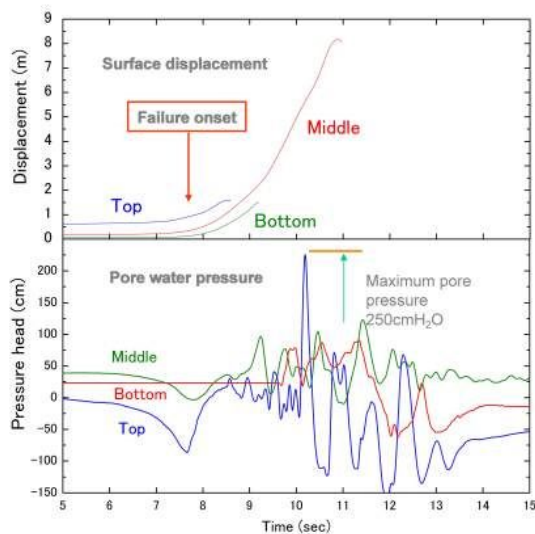 9
8
7
6
5
4
3
2
1
0
Displacement (m)
Surface displacement
Failure onset
Middle
Top
Bottom
200
150
100
50
0
-50
-100
-150
Pressure head (cm)
Pore water pressure
Maximum pore
pressure
250cmH₂O
Middle
Bottom
Top
5 6 7 8 9 10 11 12 13 14 15
Time (sec)